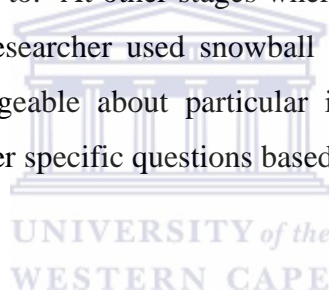 to. At other stages when
esearcher used snowball
geable about particular i
er specific questions based
UNIVERSITY of the
WESTERN CAPE